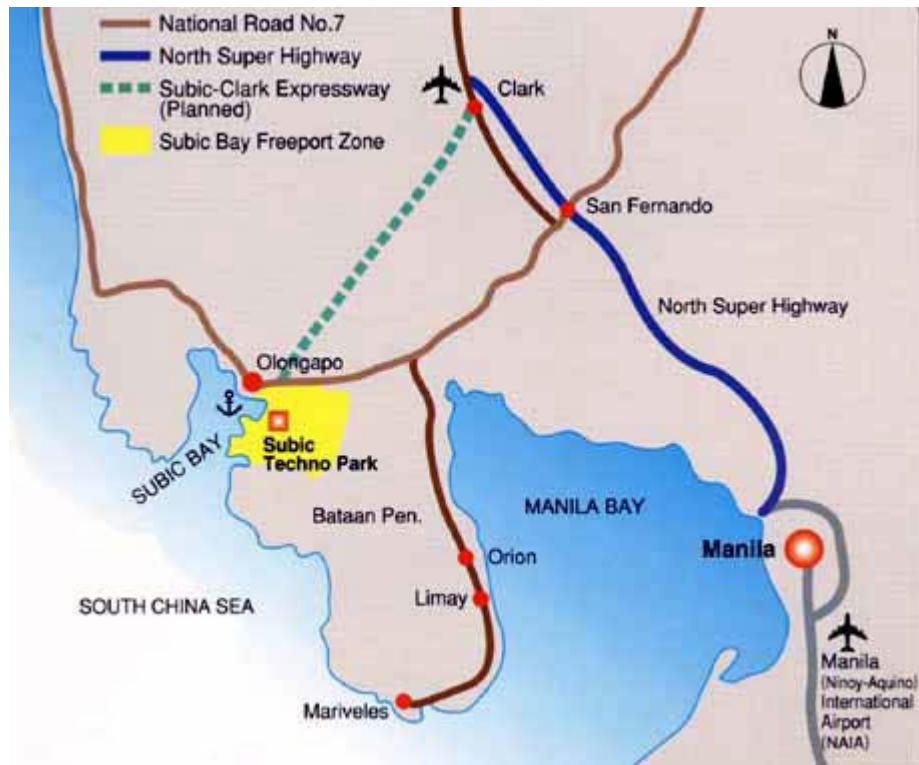 National Road No.7
North Super Highway
Subic-Clark Expressway
(Planned)
Subic Bay Freeport Zone
N
Clark
San Fernando
North Super Highway
Olongapo
Subic
Techno Park
SUBIC BAY
Bataan Pen.
MANILA BAY
Manila
Orion
Limay
SOUTH CHINA SEA
Mariveles
Manila
(Ninoy-Aquino)
International
Airport
(NAIA)